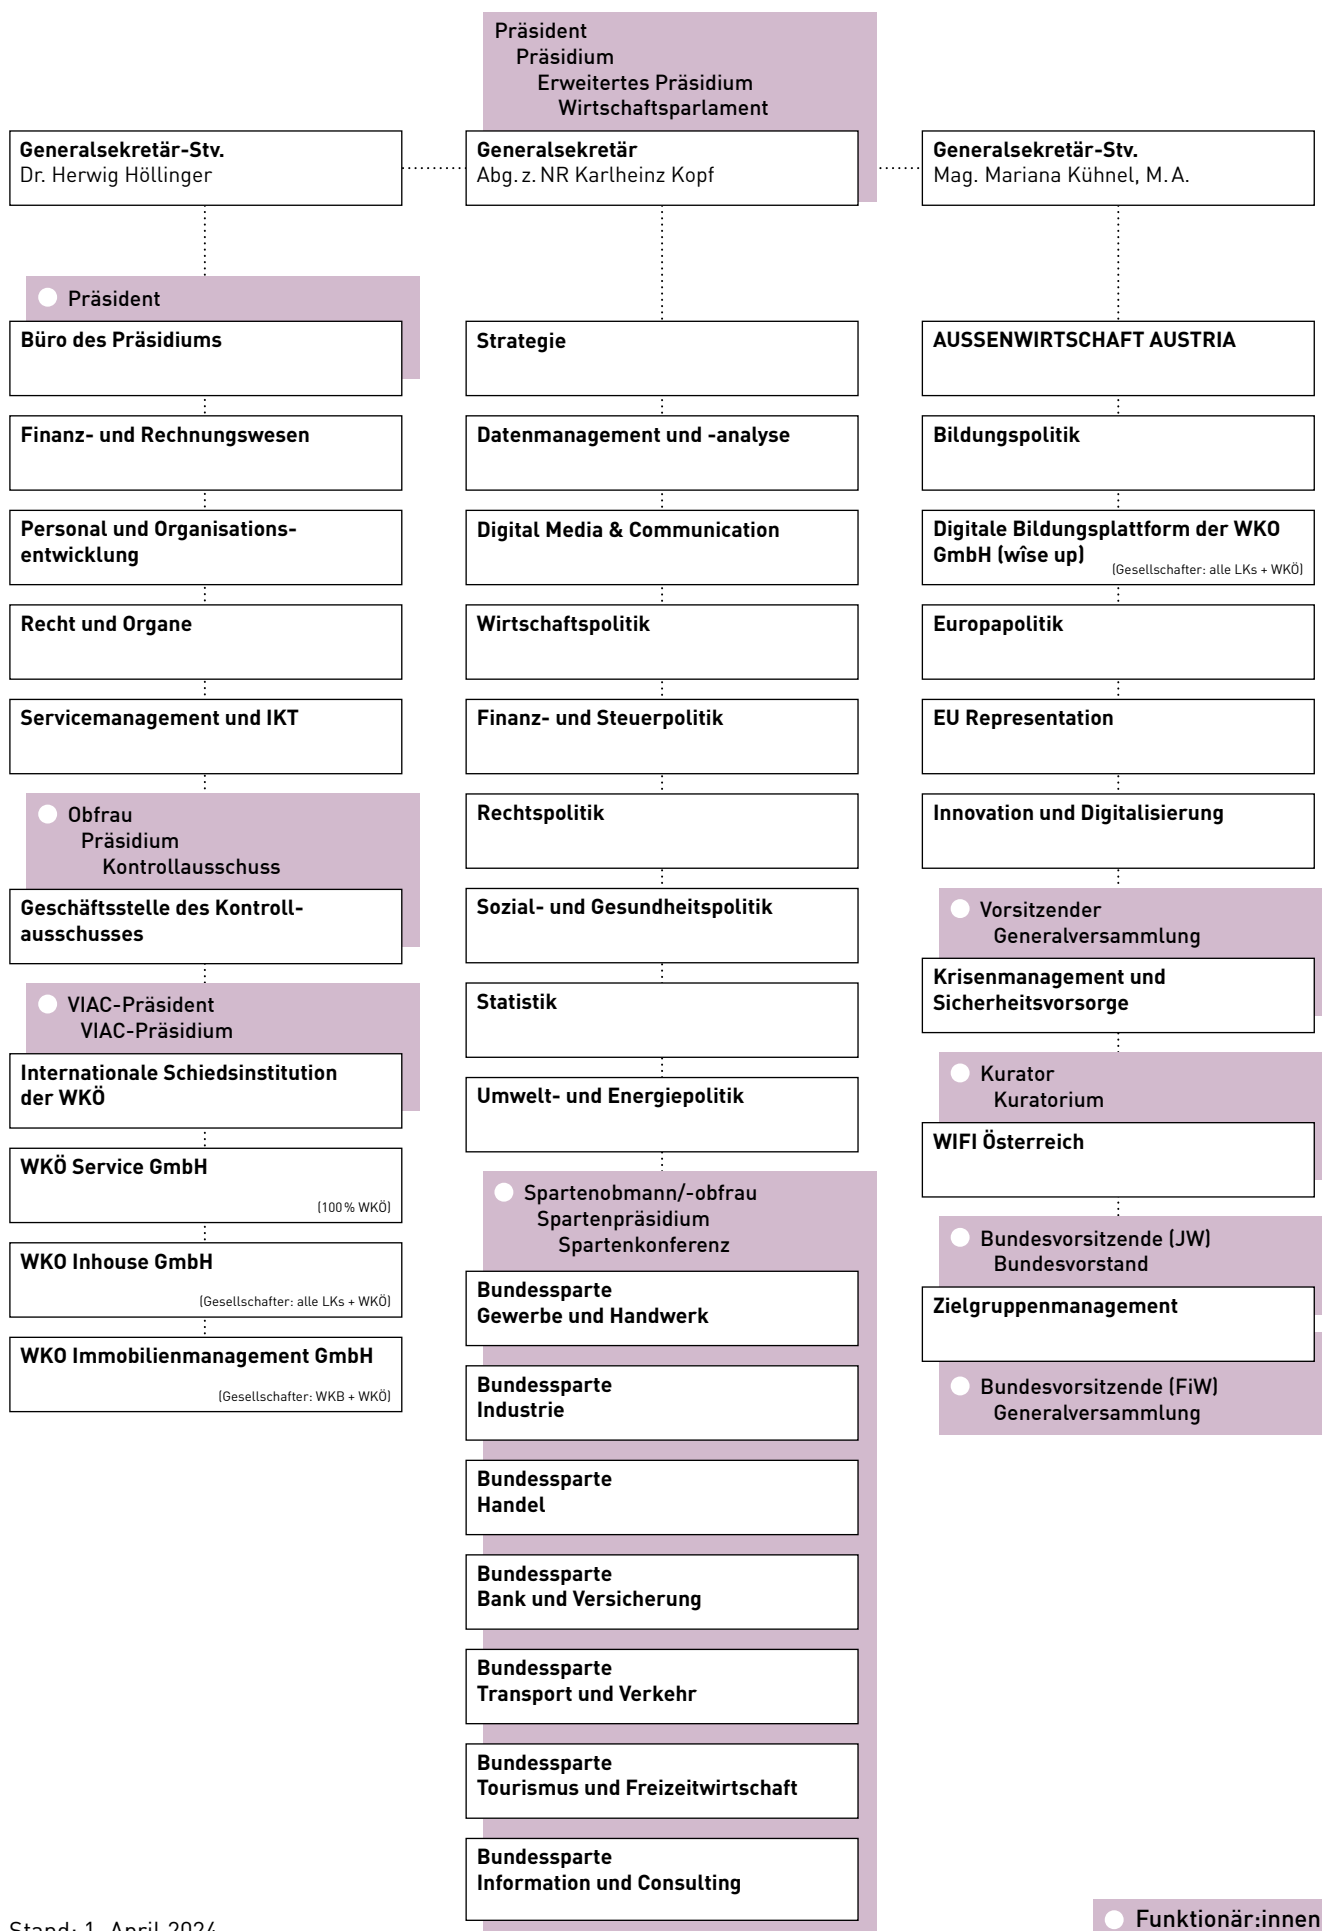 Präsident
Präsidium
Erweitertes Präsidium
Wirtschaftsparlament
Generalsekretär-Stv.
Dr. Herwig Höllinger
Generalsekretär
Abg. z. NR Karlheinz Kopf
Generalsekretär-Stv.
Mag. Mariana Kühnel, M. A.
Präsident
Büro des Präsidiums
Finanz- und Rechnungswesen
Personal und Organisations-
entwicklung
Recht und Organe
Servicemanagement und IKT
Obfrau
Präsidium
Kontrollausschuss
Geschäftsstelle des Kontroll-
ausschusses
VIAC-Präsident
VIAC-Präsidium
Internationale Schiedsinstitution
der WKÖ
WKÖ Service GmbH
(100 % WKÖ)
WKO Inhouse GmbH
(Gesellschafter: alle LKs + WKÖ)
WKO Immobilienmanagement GmbH
(Gesellschafter: WKB + WKÖ)
Strategie
Datenmanagement und -analyse
Digital Media & Communication
Wirtschaftspolitik
Finanz- und Steuerpolitik
Rechtspolitik
Sozial- und Gesundheitspolitik
Statistik
Umwelt- und Energiepolitik
Spartenobmann/-obfrau
Spartenpräsidium
Spartenkonferenz
Bundessparte
Gewerbe und Handwerk
Bundessparte
Industrie
Bundessparte
Handel
Bundessparte
Bank und Versicherung
Bundessparte
Transport und Verkehr
Bundessparte
Tourismus und Freizeitwirtschaft
Bundessparte
Information und Consulting
AUSSENWIRTSCHAFT AUSTRIA
Bildungspolitik
Digitale Bildungsplattform der WKO
GmbH (wîse up)
(Gesellschafter: alle LKs + WKÖ)
Europapolitik
EU Representation
Innovation und Digitalisierung
Vorsitzender
Generalversammlung
Krisenmanagement und
Sicherheitsvorsorge
Kurator
Kuratorium
WIFI Österreich
Bundesvorsitzende (JW)
Bundesvorstand
Zielgruppenmanagement
Bundesvorsitzende (FiW)
Generalversammlung
Stand: 1. April 2024
Funktionär:innen